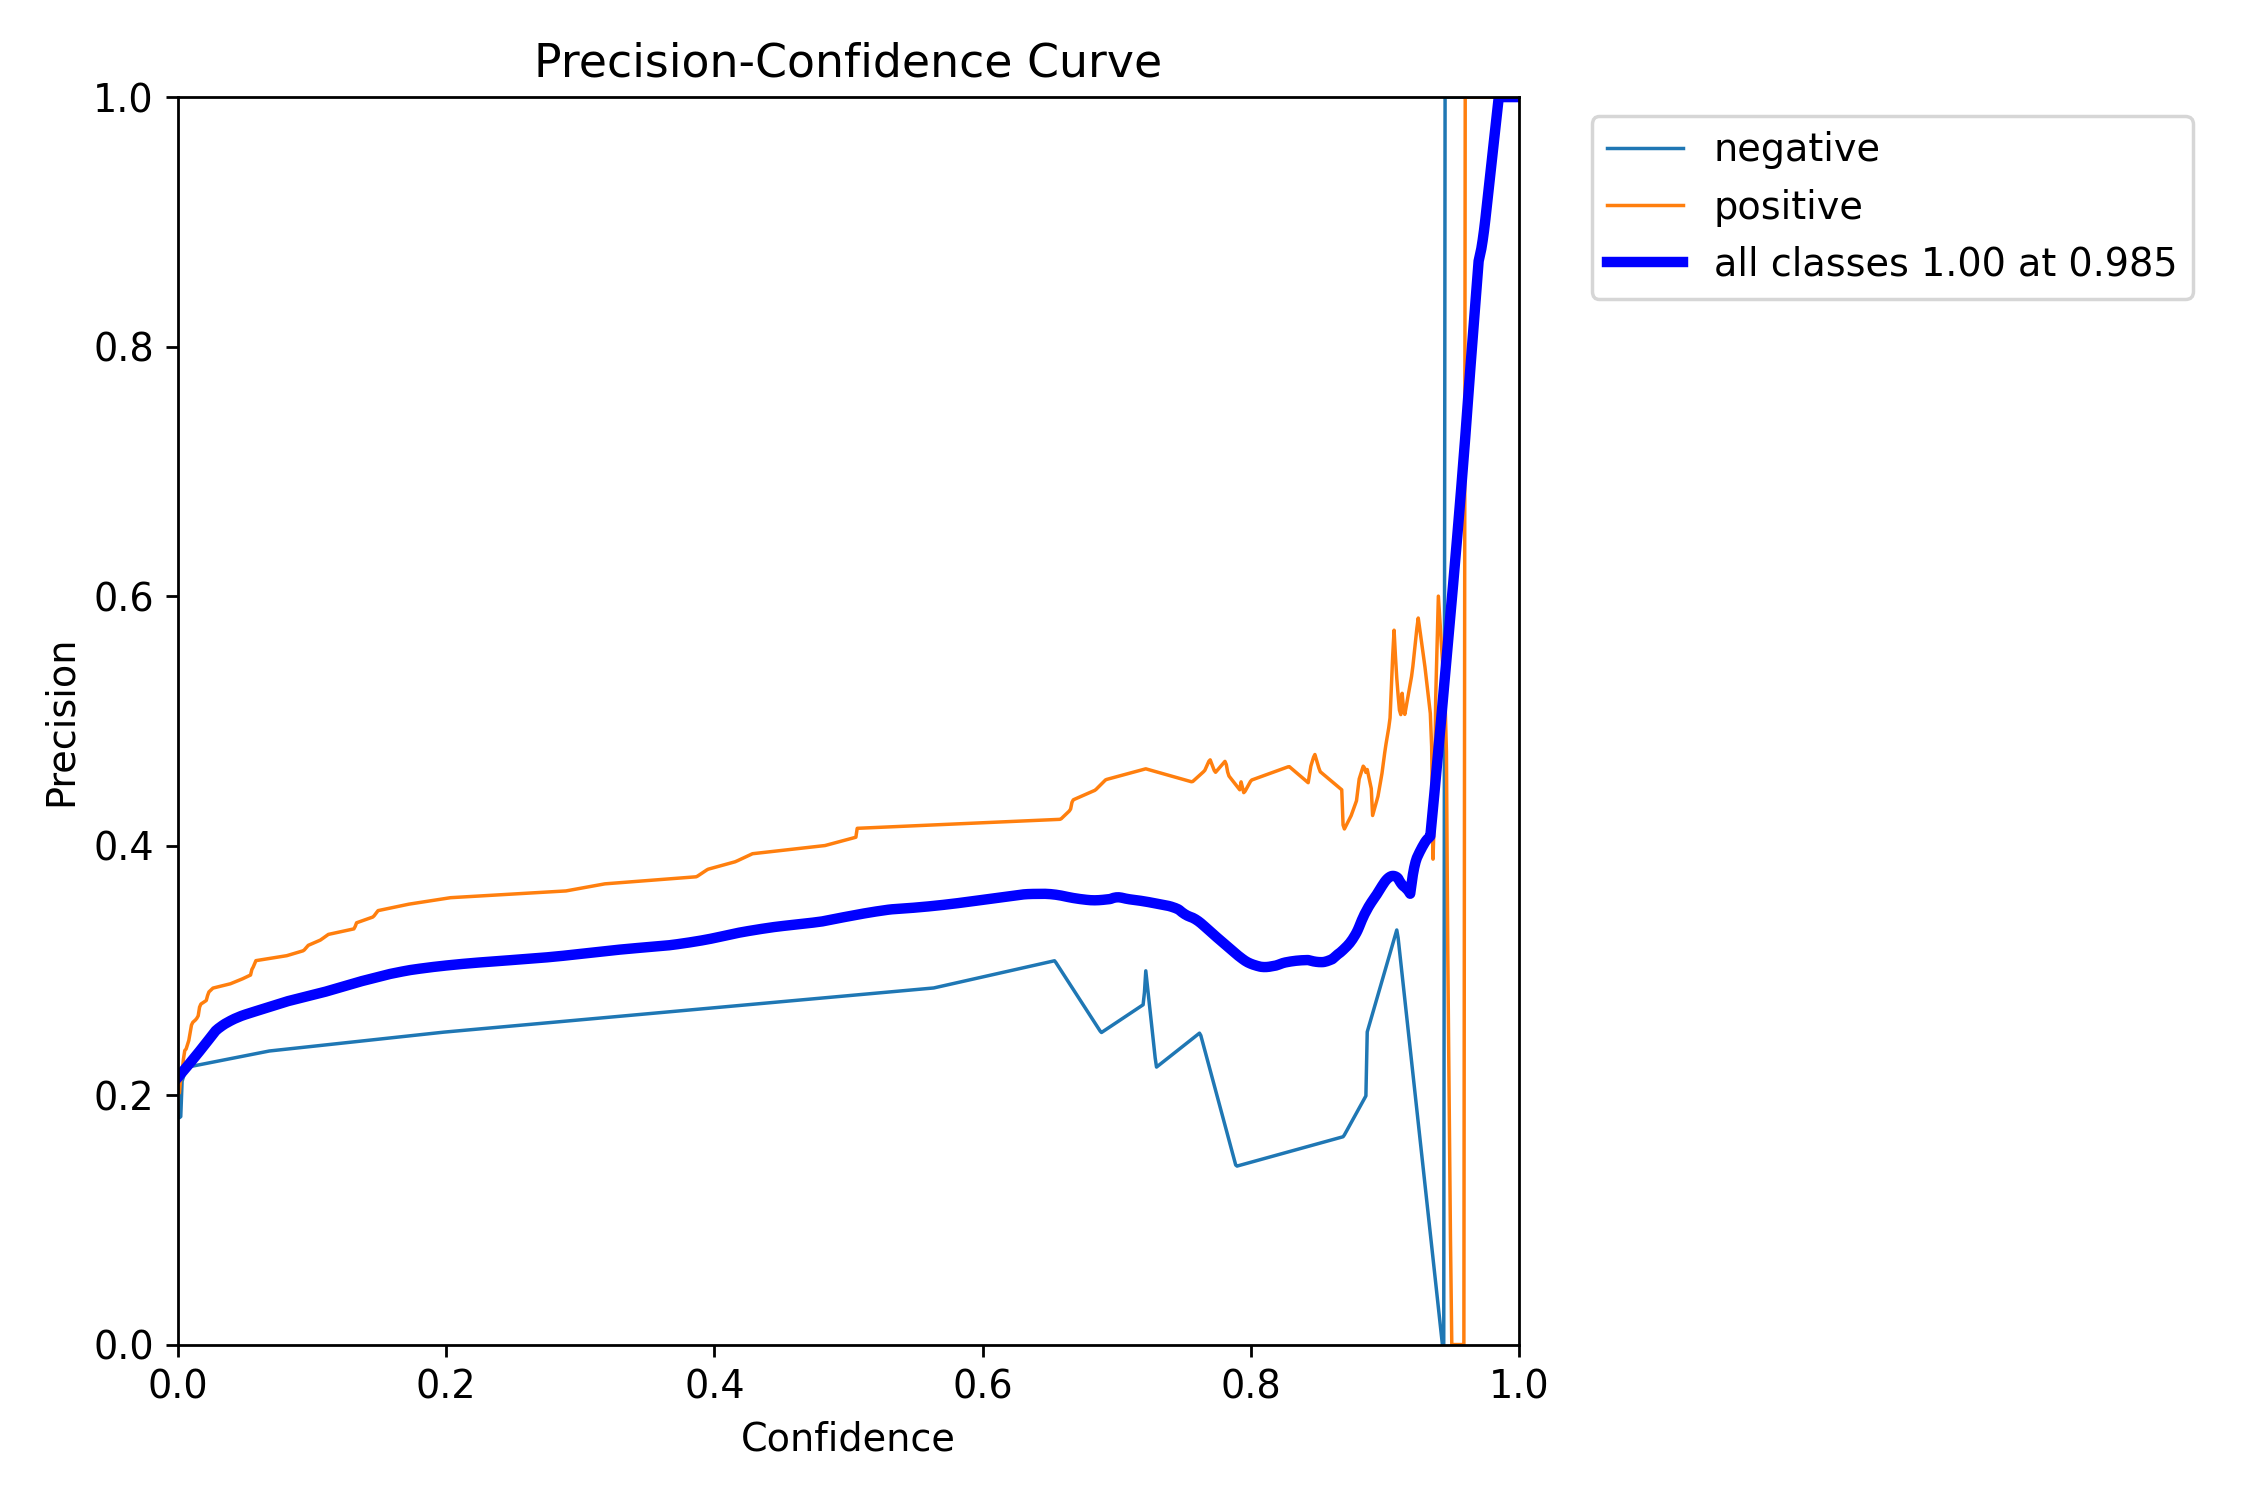 Precision-Confidence Curve
1.0
0.8
0.6
0.4
0.2
0.0
Precision
0.0 0.2 0.4 0.6 0.8 1.0
Confidence
negative
positive
all classes 1.00 at 0.985